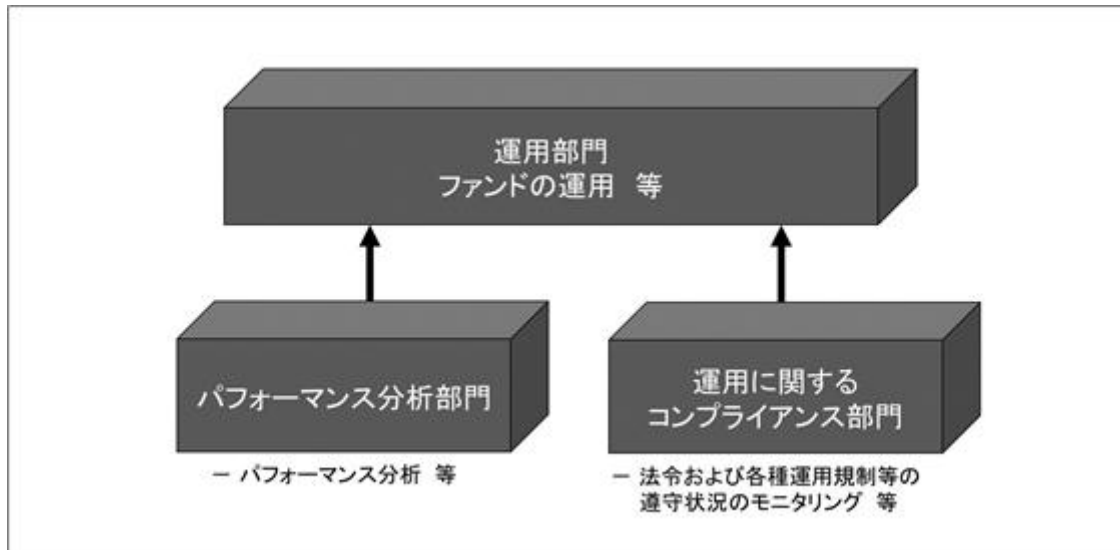 運用部門
ファンドの運用 等
パフォーマンス分析部門
運用に関する
コンプライアンス部門
－ パフォーマンス分析 等
－ 法令および各種運用規制等の
遵守状況のモニタリング 等